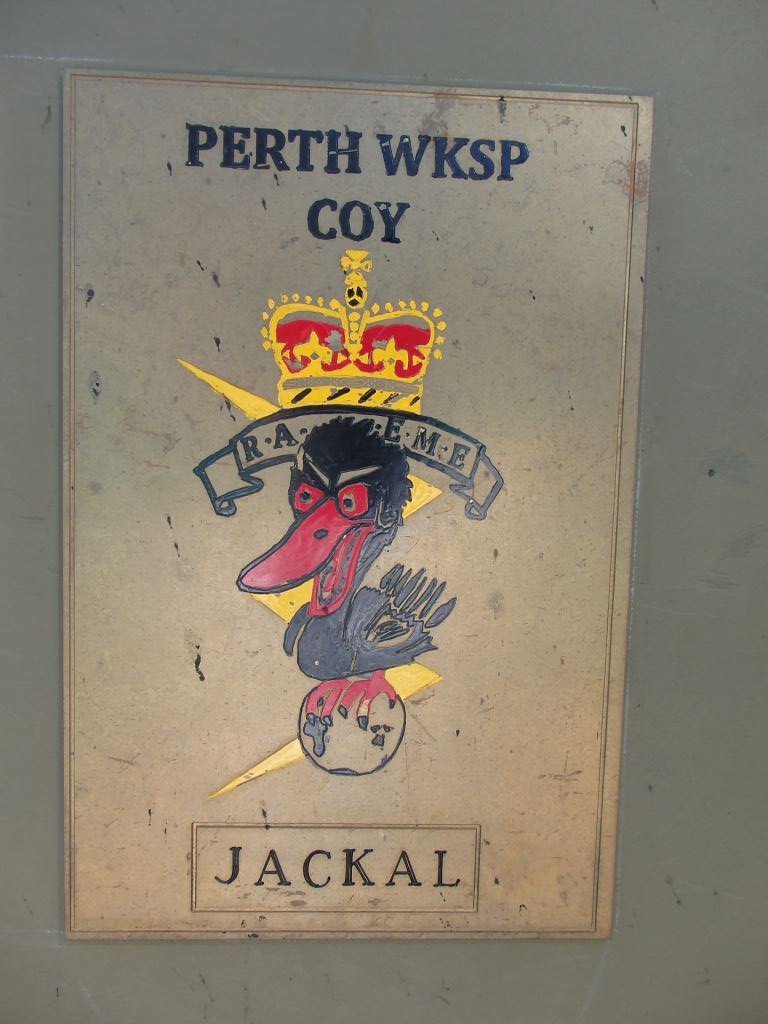 PERTH WKSP
COY
R·A· E·M·E
JACKAL